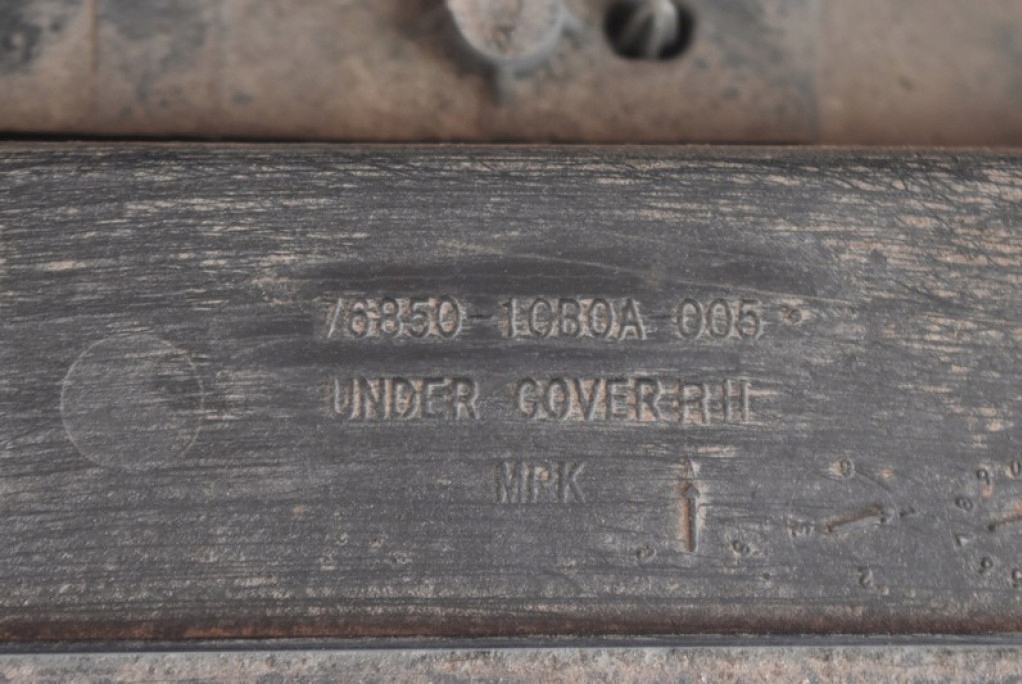 76850-1CB0A-005
UNDER COVER RH
MPK